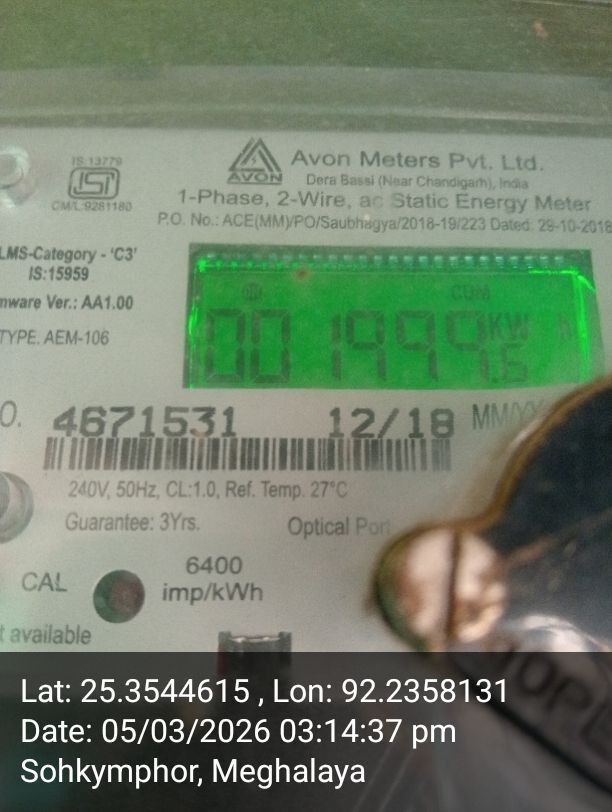 IS:13779
ISI
CM/L:9281180
AVON
Avon Meters Pvt. Ltd.
Dera Bassi (Near Chandigarh), India
1-Phase, 2-Wire, ac Static Energy Meter
P.O. No.: ACE(MM)/PO/Saubhagya/2018-19/223 Dated: 29-10-2018
LMS-Category - 'C3'
IS:15959
mware Ver.: AA1.00
TYPE. AEM-106
CUM
001999.6 KW h
O. 4671531 12/18 MM/YY
240V, 50Hz, CL:1.0, Ref. Temp. 27°C
Guarantee: 3Yrs.
Optical Port
CAL
6400
imp/kWh
t available
Lat: 25.3544615 , Lon: 92.2358131
Date: 05/03/2026 03:14:37 pm
Sohkymphor, Meghalaya